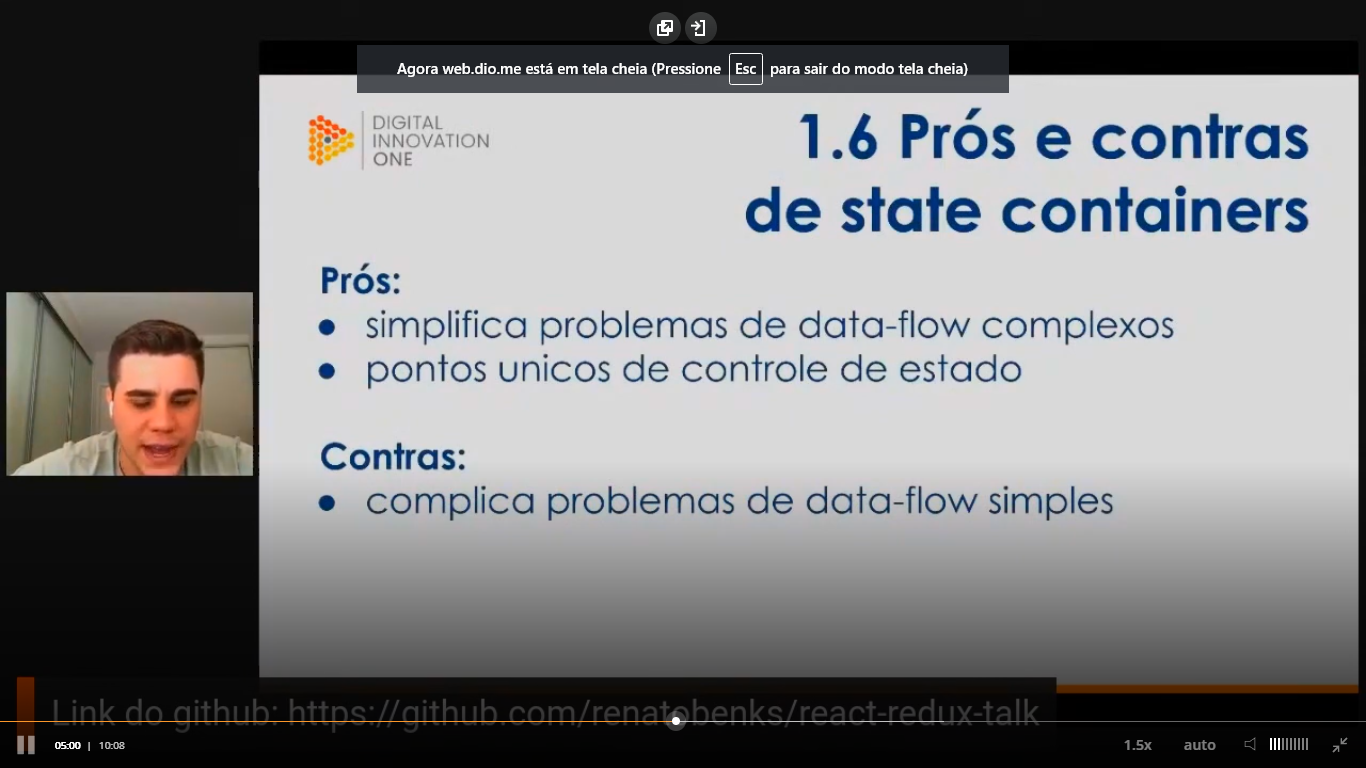 Agora web.dio.me está em tela cheia (Pressione Esc para sair do modo tela cheia)
DIGITAL
INNOVATION
ONE
1.6 Prós e contras
de state containers
Prós:
● simplifica problemas de data-flow complexos
● pontos unicos de controle de estado
Contras:
● complica problemas de data-flow simples
Link do github: https://github.com/renatobenks/react-redux-talk
05:00 | 10:08
1.5x
auto